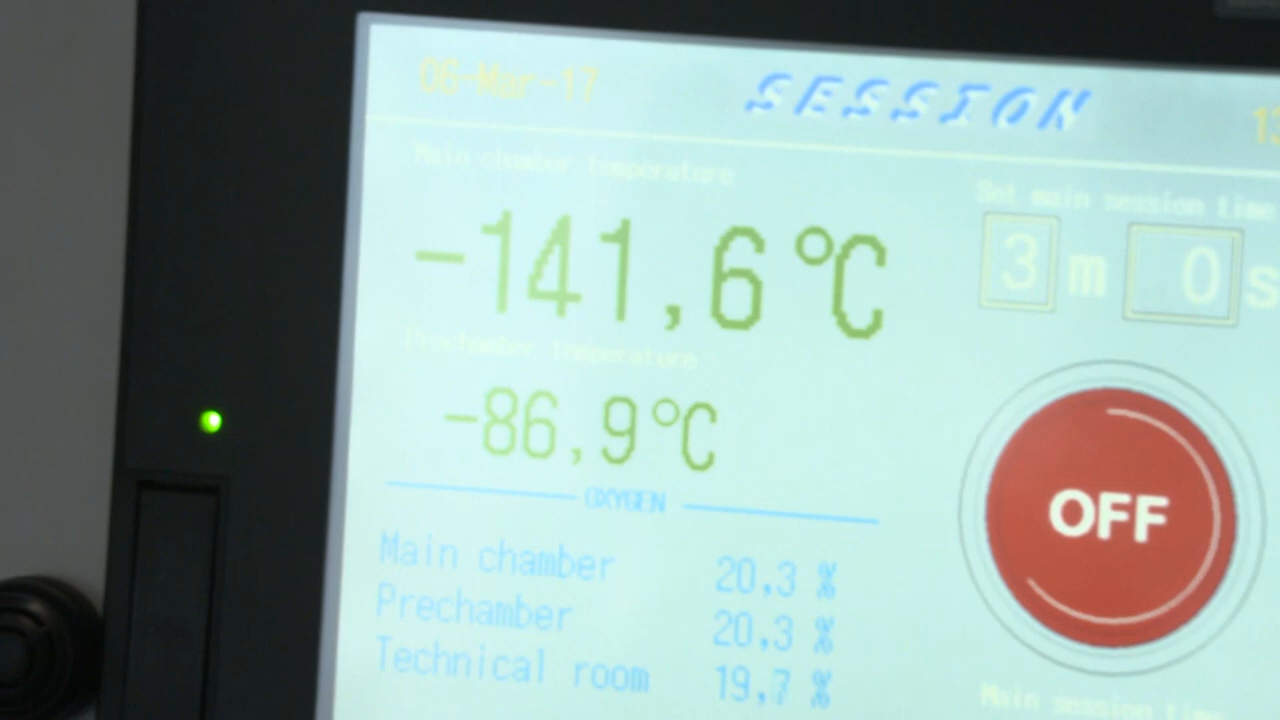 06-Mar-17 SESSION 13
Main chamber temperature
-141,6°C
Set main session time
3 m 0 s
Prechamber temperature
-86,9°C
OFF
OXYGEN
Main chamber 20,3 %
Prechamber 20,3 %
Technical room 19,7 %
Main session time